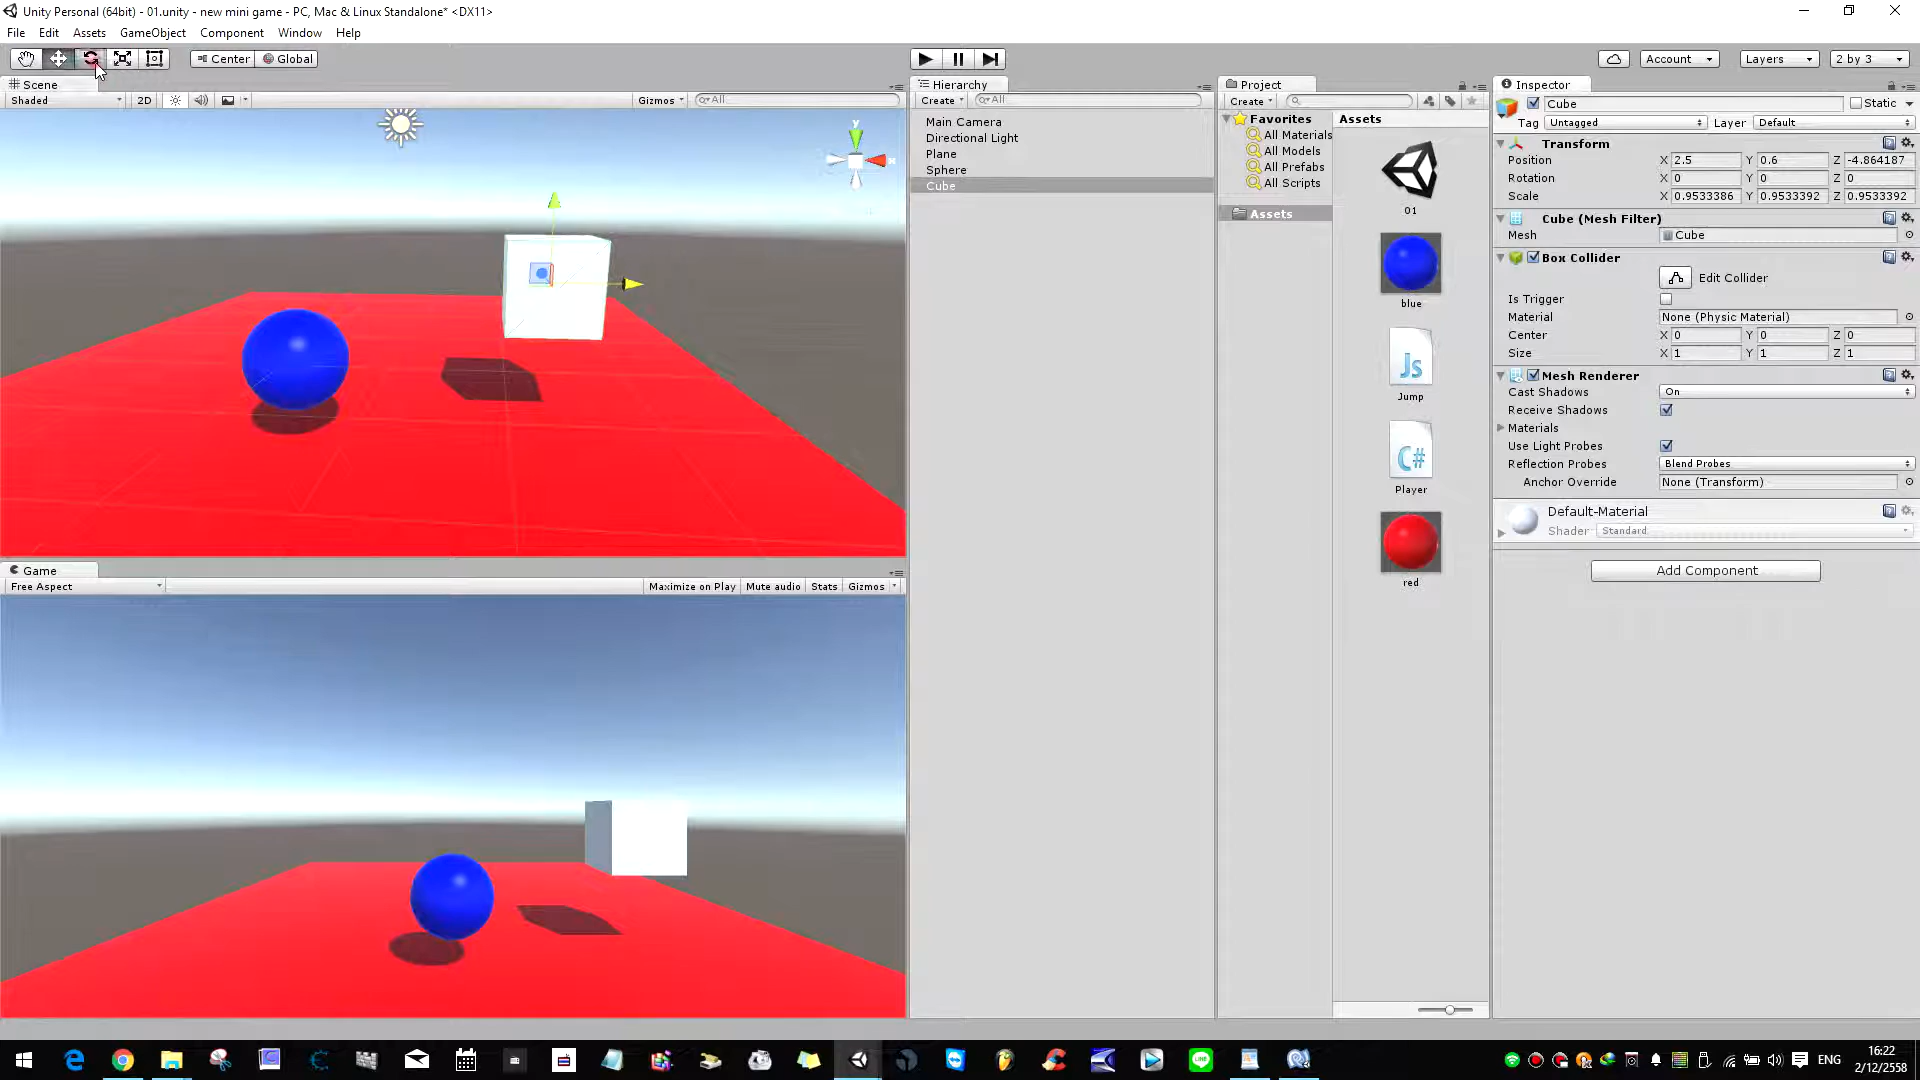 Unity Personal (64bit) - 01.unity - new mini game - PC, Mac & Linux Standalone* <DX11>
File Edit Assets GameObject Component Window Help
Center Global
Account Layers 2 by 3
Scene
Shaded 2D Gizmos All
y
x
Game
Free Aspect Maximize on Play Mute audio Stats Gizmos
Hierarchy
Create All
Main Camera
Directional Light
Plane
Sphere
Cube
Project
Create
Favorites
All Materials
All Models
All Prefabs
All Scripts
Assets
Assets
01
blue
Js
Jump
C#
Player
red
Inspector
Cube Static
Tag Untagged Layer Default
Transform
Position X 2.5 Y 0.6 Z -4.864187
Rotation X 0 Y 0 Z 0
Scale X 0.9533386 Y 0.9533392 Z 0.9533392
Cube (Mesh Filter)
Mesh Cube
Box Collider
Edit Collider
Is Trigger
Material None (Physic Material)
Center X 0 Y 0 Z 0
Size X 1 Y 1 Z 1
Mesh Renderer
Cast Shadows On
Receive Shadows
Materials
Use Light Probes
Reflection Probes Blend Probes
Anchor Override None (Transform)
Default-Material
Shader Standard
Add Component
LINE
ENG
16:22
2/12/2558